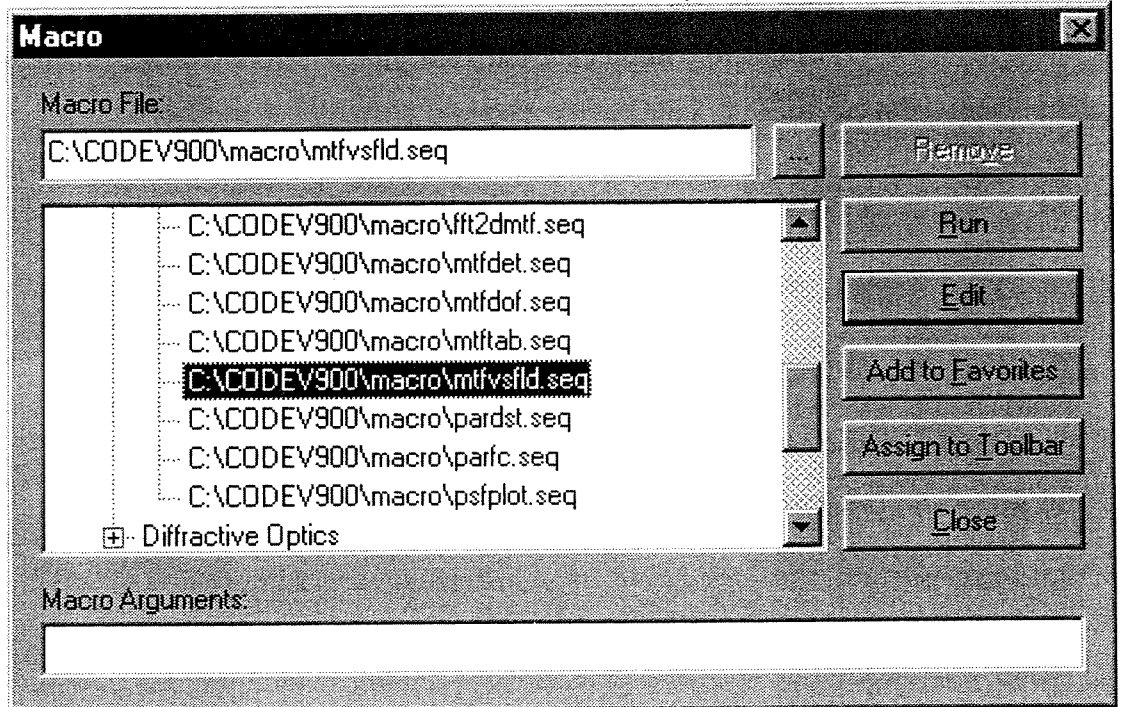 Macro
Macro File:
C:\CODEV900\macro\mtfvsfld.seq
...
Remove
C:\CODEV900\macro\fft2dmtf.seq
C:\CODEV900\macro\mtfdet.seq
C:\CODEV900\macro\mtfdof.seq
C:\CODEV900\macro\mtftab.seq
C:\CODEV900\macro\mtfvsfld.seq
C:\CODEV900\macro\pardst.seq
C:\CODEV900\macro\parfc.seq
C:\CODEV900\macro\psfplot.seq
Diffractive Optics
Run
Edit
Add to Favorites
Assign to Toolbar
Close
Macro Arguments: